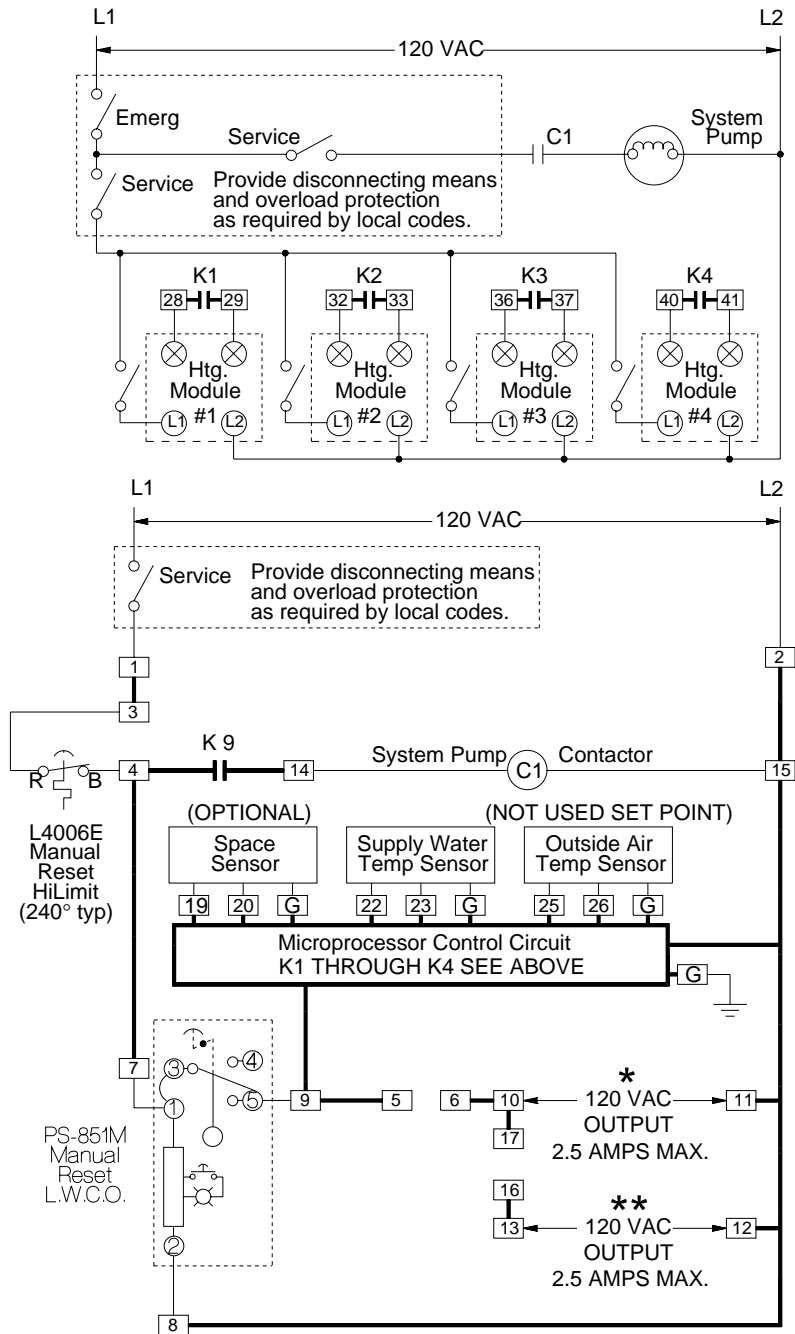 L1 L2
120 VAC
Emerg
Service C1 System
Pump
Service Provide disconnecting means
and overload protection
as required by local codes.
K1 K2 K3 K4
28 29 32 33 36 37 40 41
Htg. Htg. Htg. Htg.
Module Module Module Module
L1 #1 L2 L1 #2 L2 L1 #3 L2 L1 #4 L2
L1 L2
120 VAC
Service Provide disconnecting means
and overload protection
as required by local codes.
1 2
3
K 9
R B 4 14 System Pump C1 Contactor 15
L4006E
Manual
Reset
HiLimit
(240° typ)
(OPTIONAL) (NOT USED SET POINT)
Space Supply Water Outside Air
Sensor Temp Sensor Temp Sensor
19 20 G 22 23 G 25 26 G
Microprocessor Control Circuit
K1 THROUGH K4 SEE ABOVE
G
7 3 4
1 5 9 5 6 10 * 120 VAC 11
17 OUTPUT
2.5 AMPS MAX.
PS-851M
Manual
Reset
L.W.C.O.
16 **
13 120 VAC 12
OUTPUT
2.5 AMPS MAX.
2
8